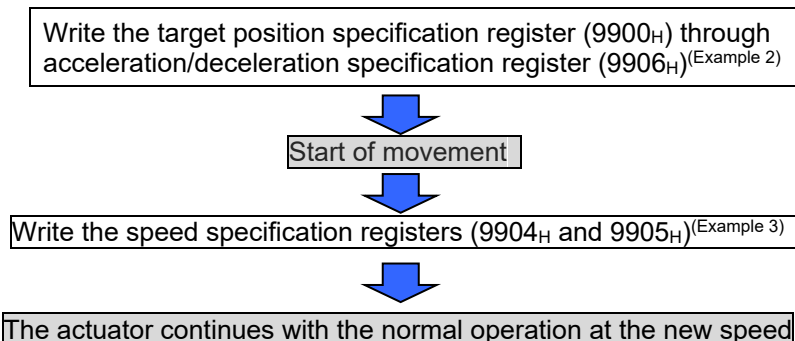 Write the target position specification register (9900H) through
acceleration/deceleration specification register (9906H)(Example 2)
Start of movement
Write the speed specification registers (9904H and 9905H)(Example 3)
The actuator continues with the normal operation at the new speed